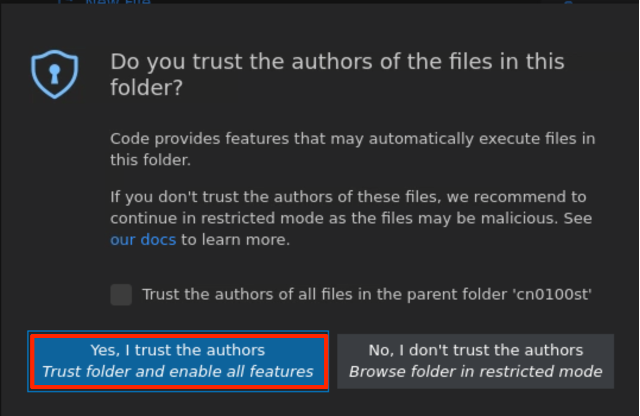 New File
Do you trust the authors of the files in this
folder?
Code provides features that may automatically execute files in
this folder.
If you don't trust the authors of these files, we recommend to
continue in restricted mode as the files may be malicious. See
our docs to learn more.
Trust the authors of all files in the parent folder 'cn0100st'
Yes, I trust the authors
Trust folder and enable all features
No, I don't trust the authors
Browse folder in restricted mode